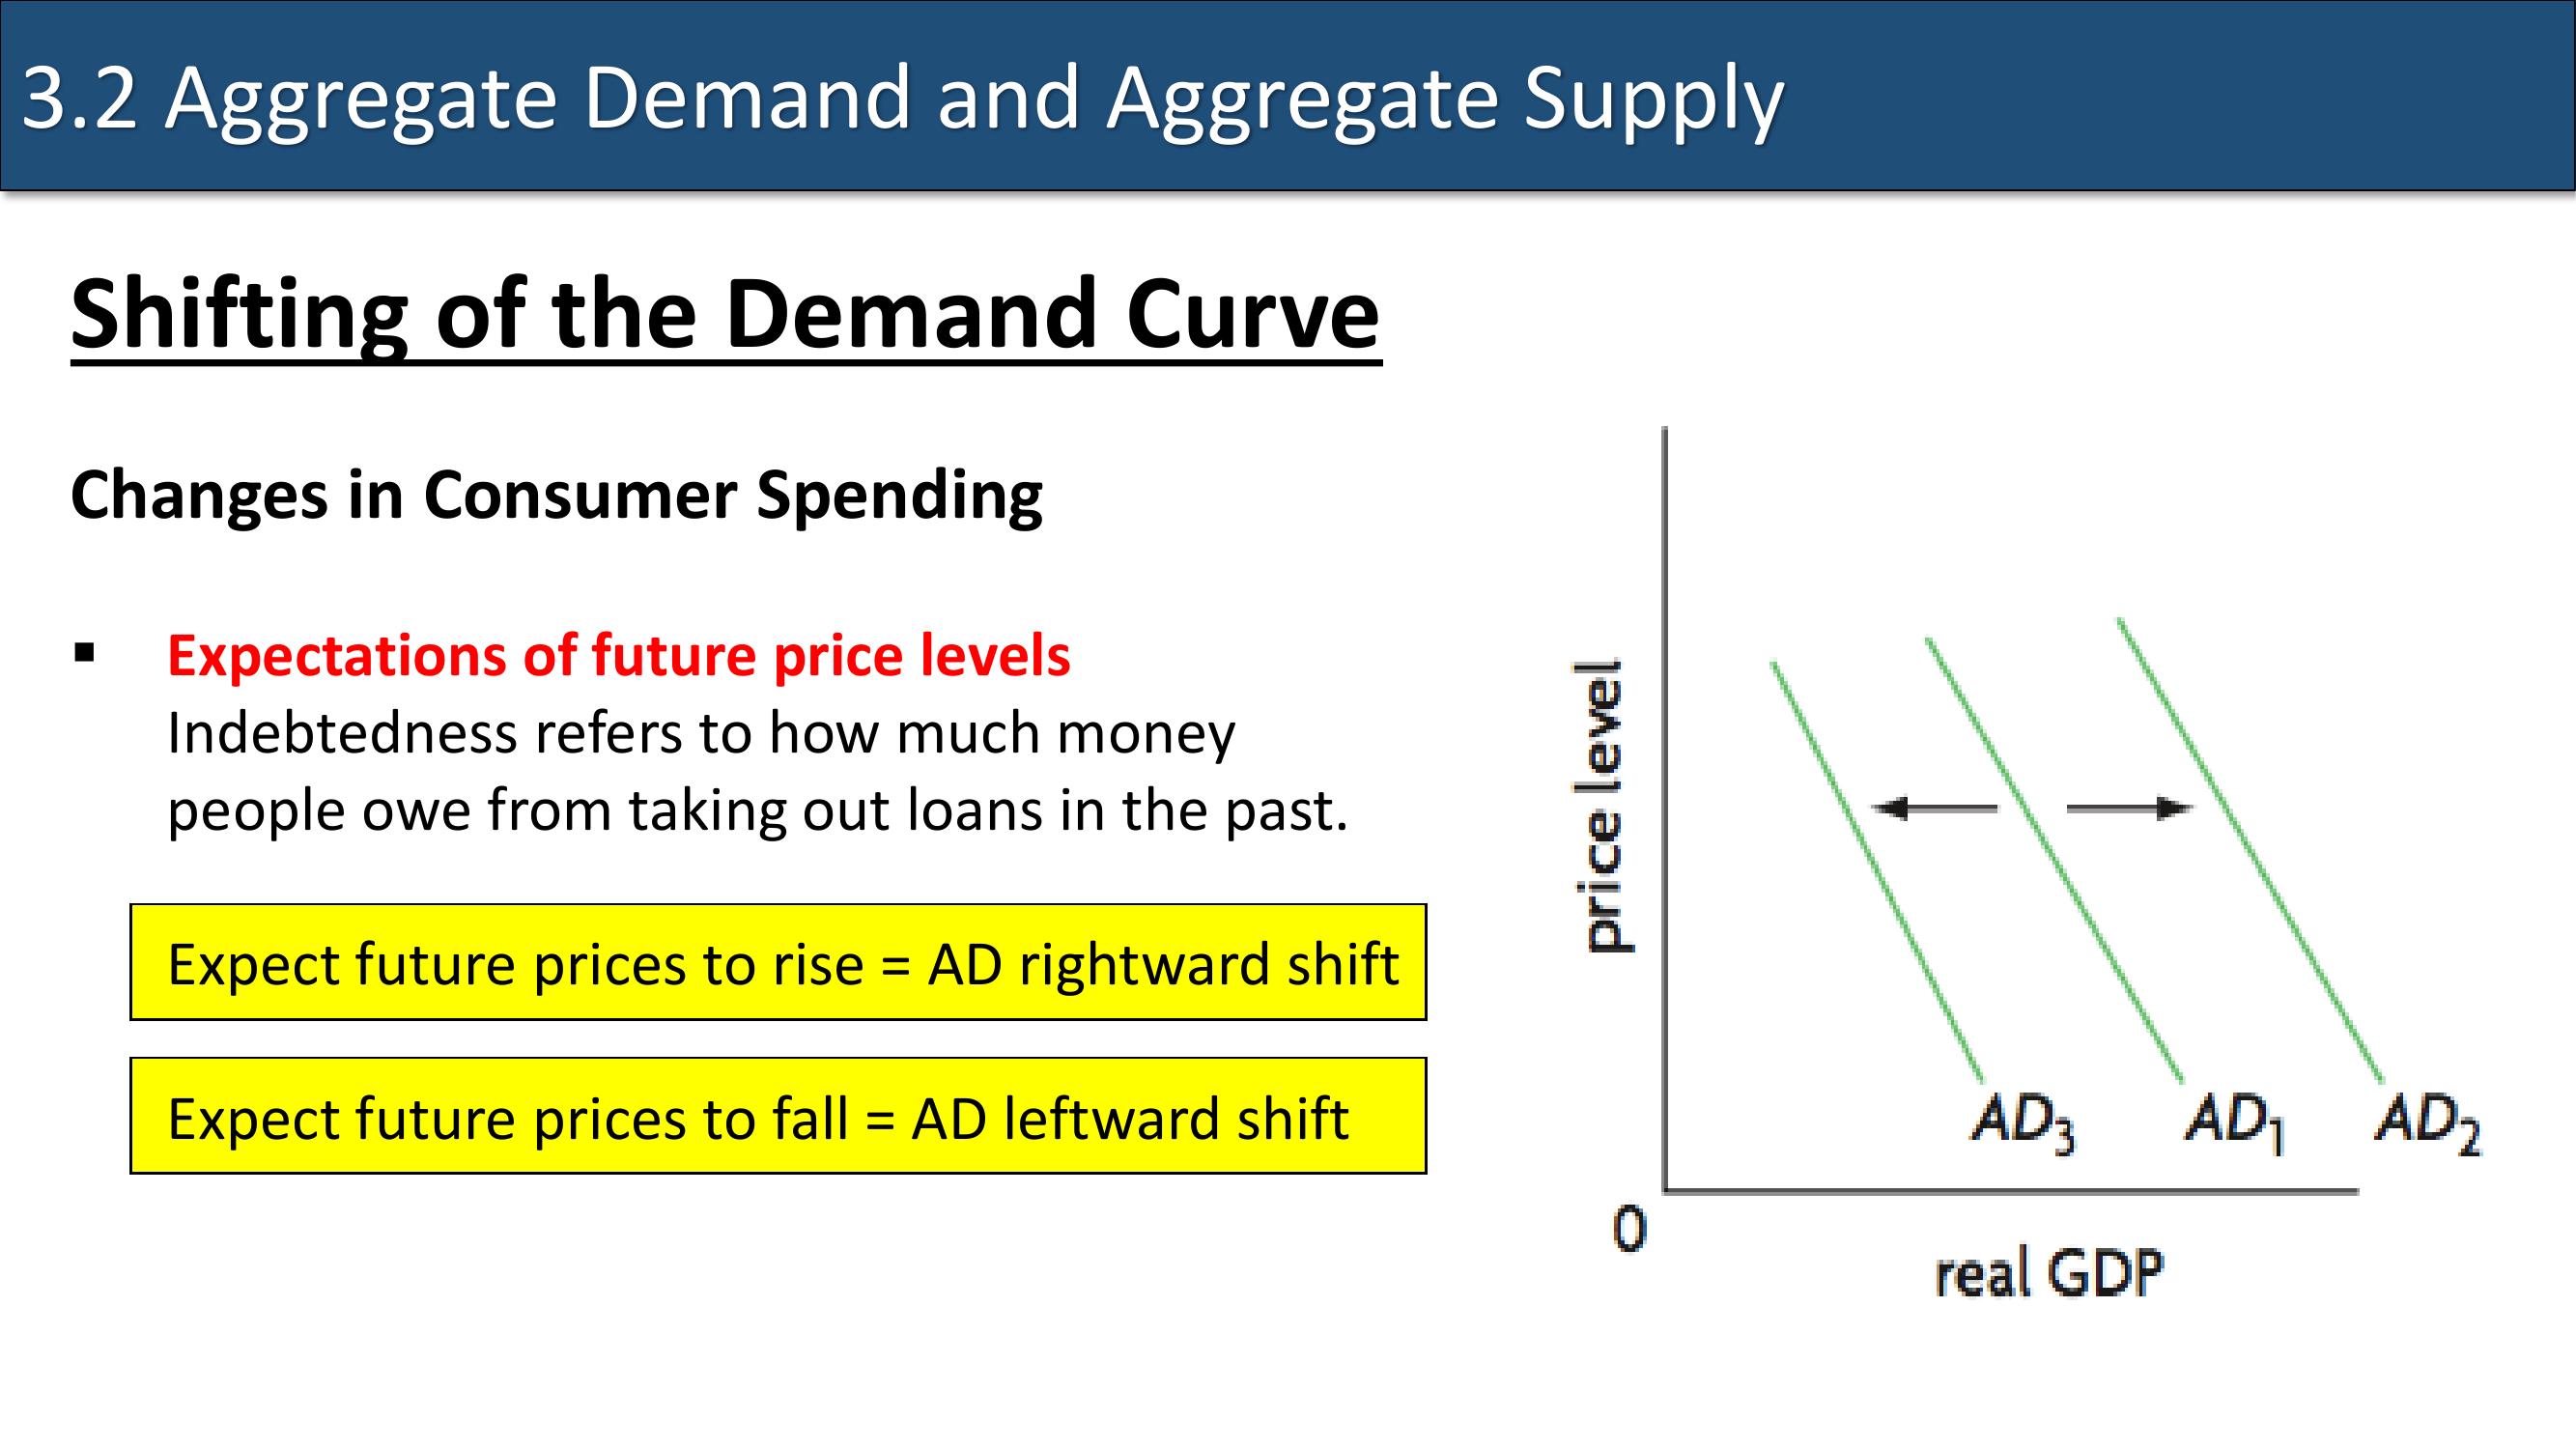 3.2 Aggregate Demand and Aggregate Supply
Shifting of the Demand Curve
Changes in Consumer Spending
▪ Expectations of future price levels
Indebtedness refers to how much money
people owe from taking out loans in the past.
Expect future prices to rise = AD rightward shift
Expect future prices to fall = AD leftward shift
price level
AD₃ AD₁ AD₂
0
real GDP